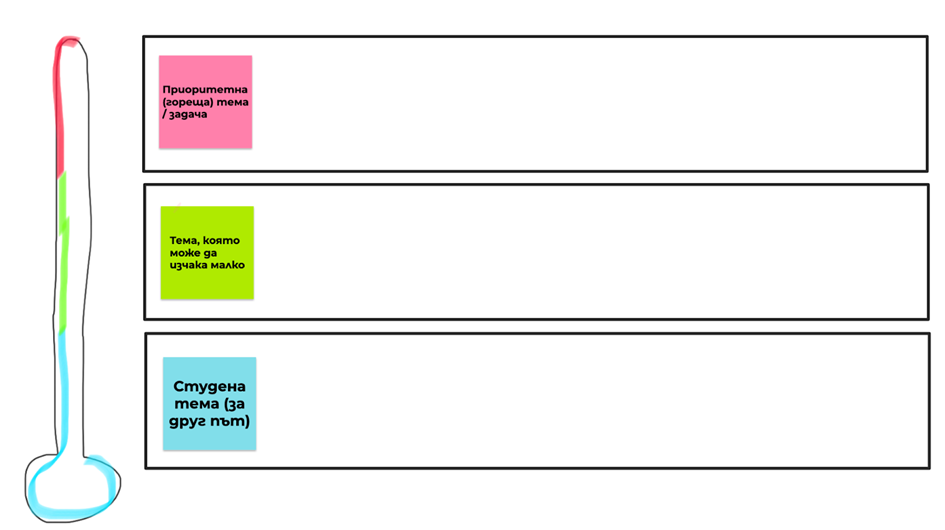 Приоритетна
(гореща) тема
/ задача
Тема, която
може да
изчака малко
Студена
тема (за
друг път)